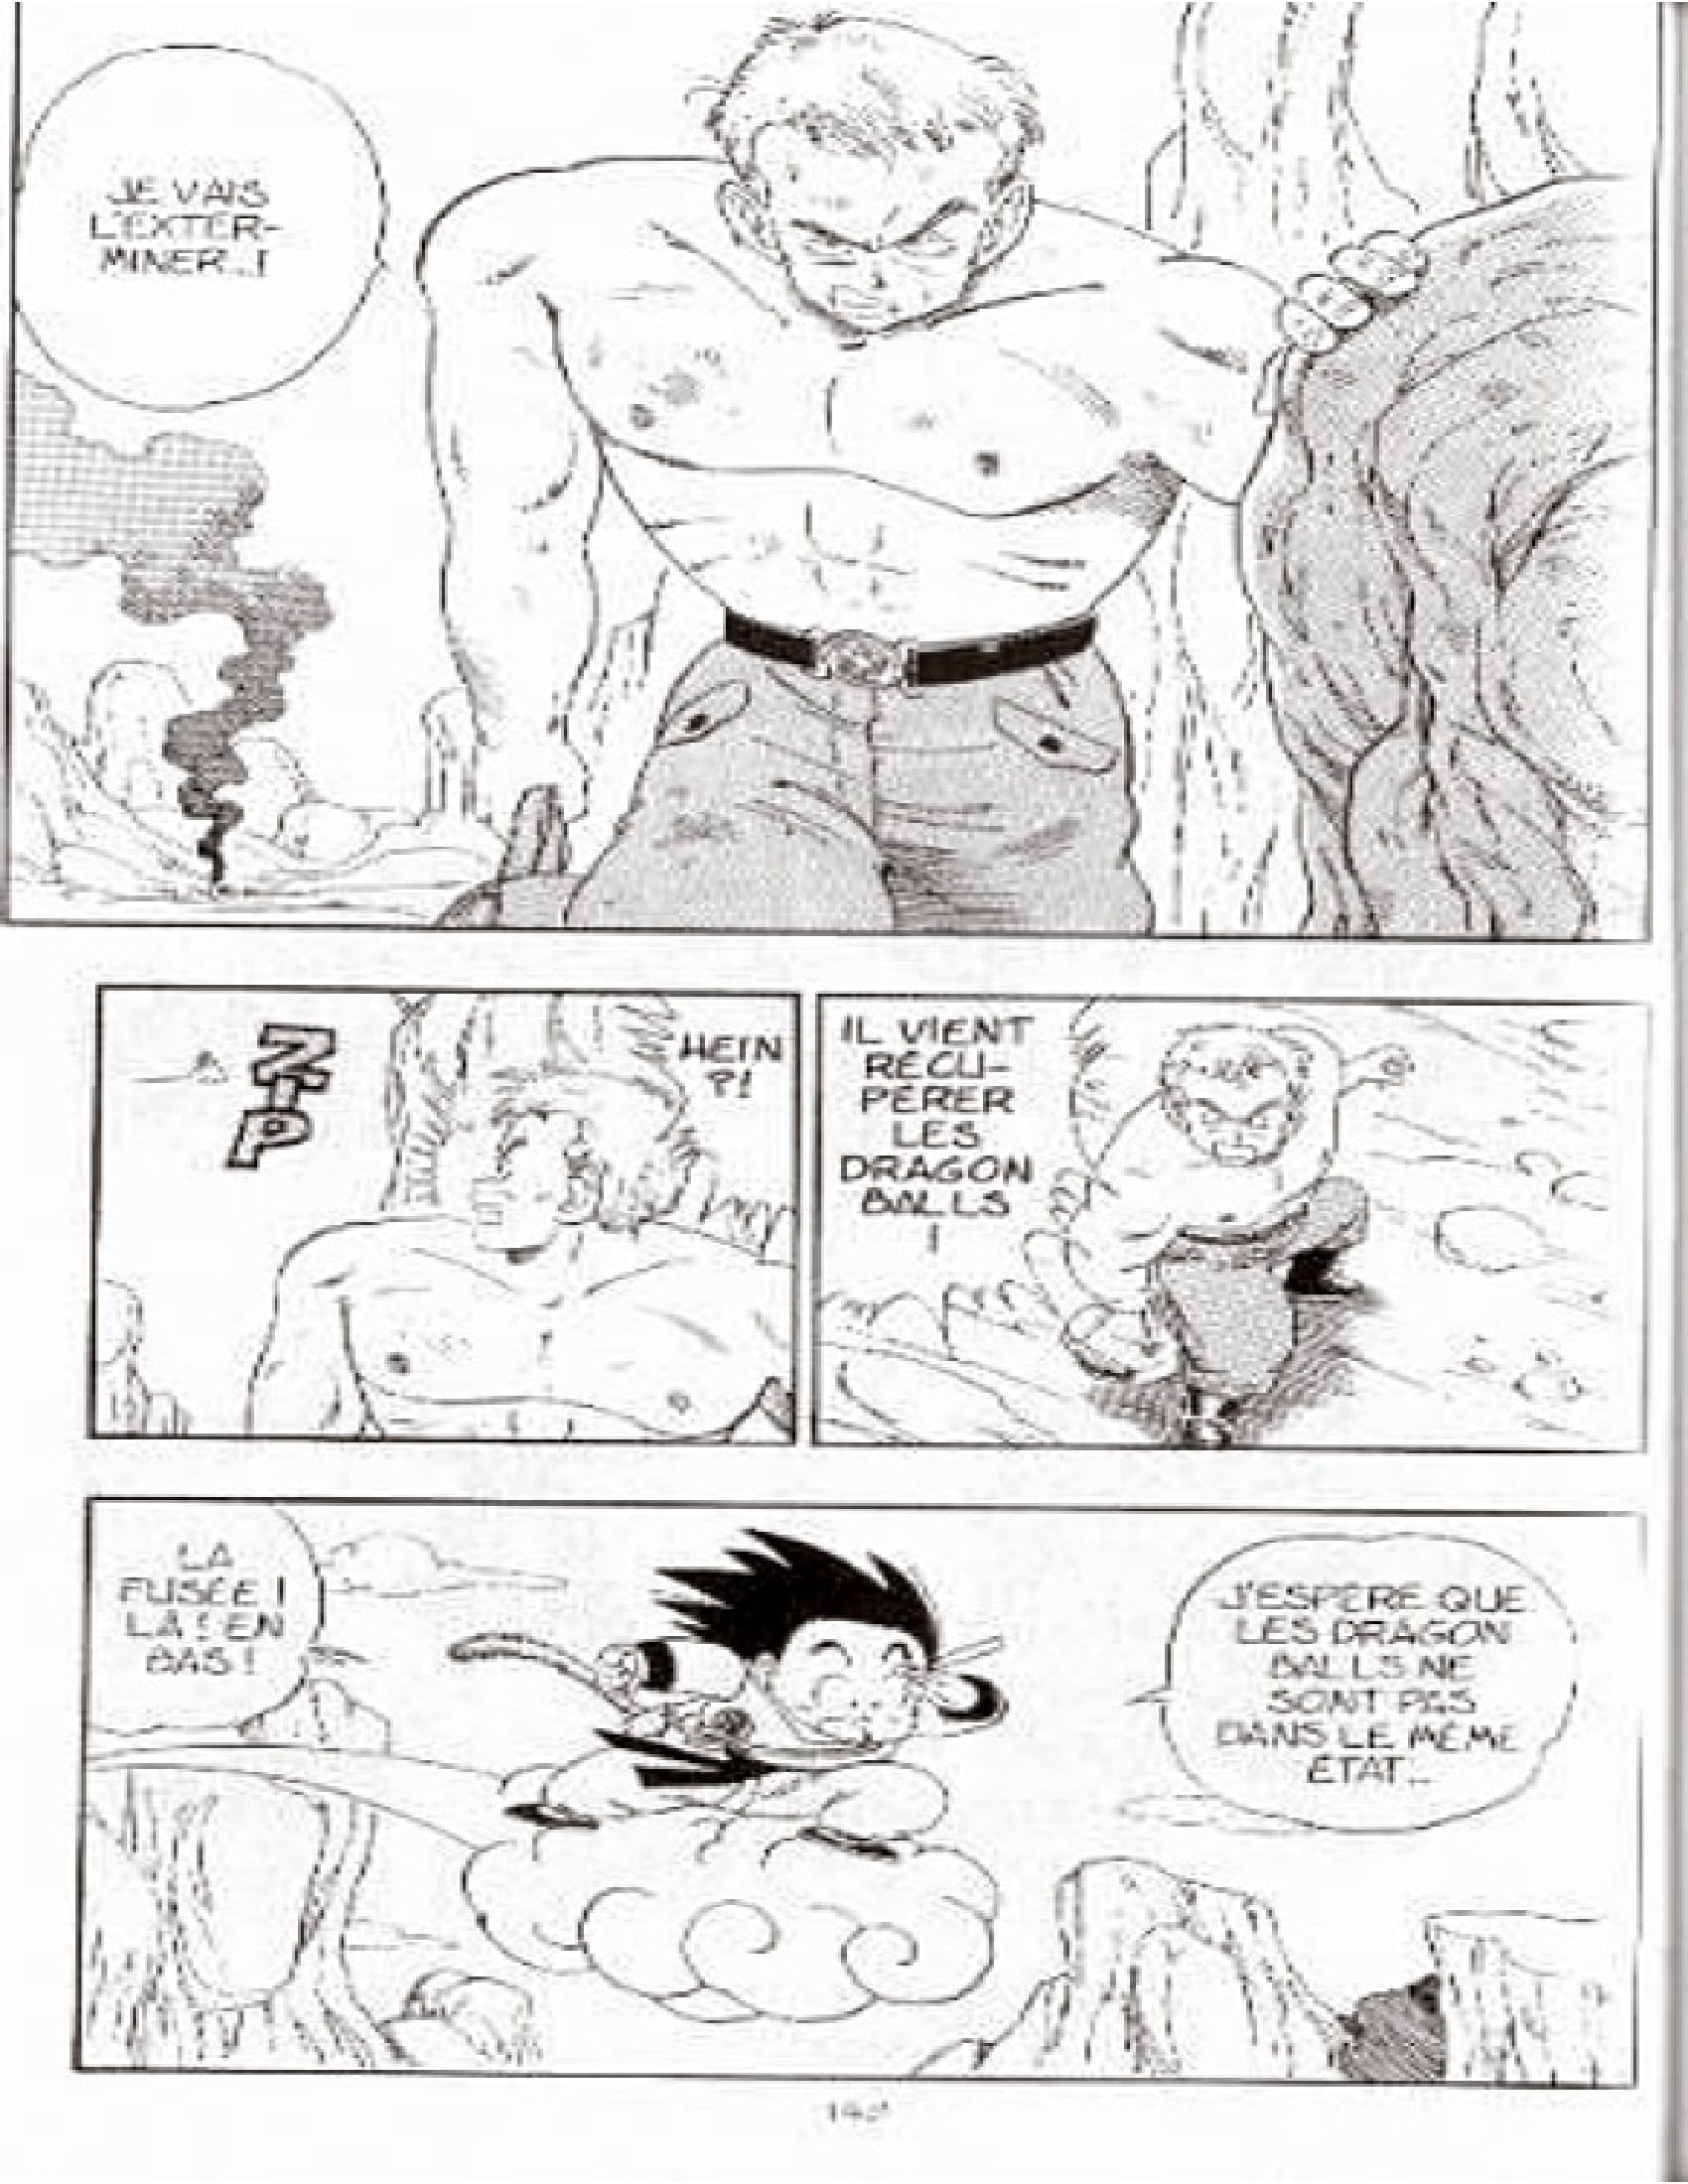 JE VAIS
L'EXTER-
MINER...!
IL VIENT
RÉCU-
PÉRER
LES
DRAGON
BALLS
!
HEIN
?!
ZIP
J'ESPÈRE QUE
LES DRAGON
BALLS NE
SONT PAS
DANS LE MÊME
ÉTAT...
LA
FUSÉE !
LÀ ! EN
BAS !